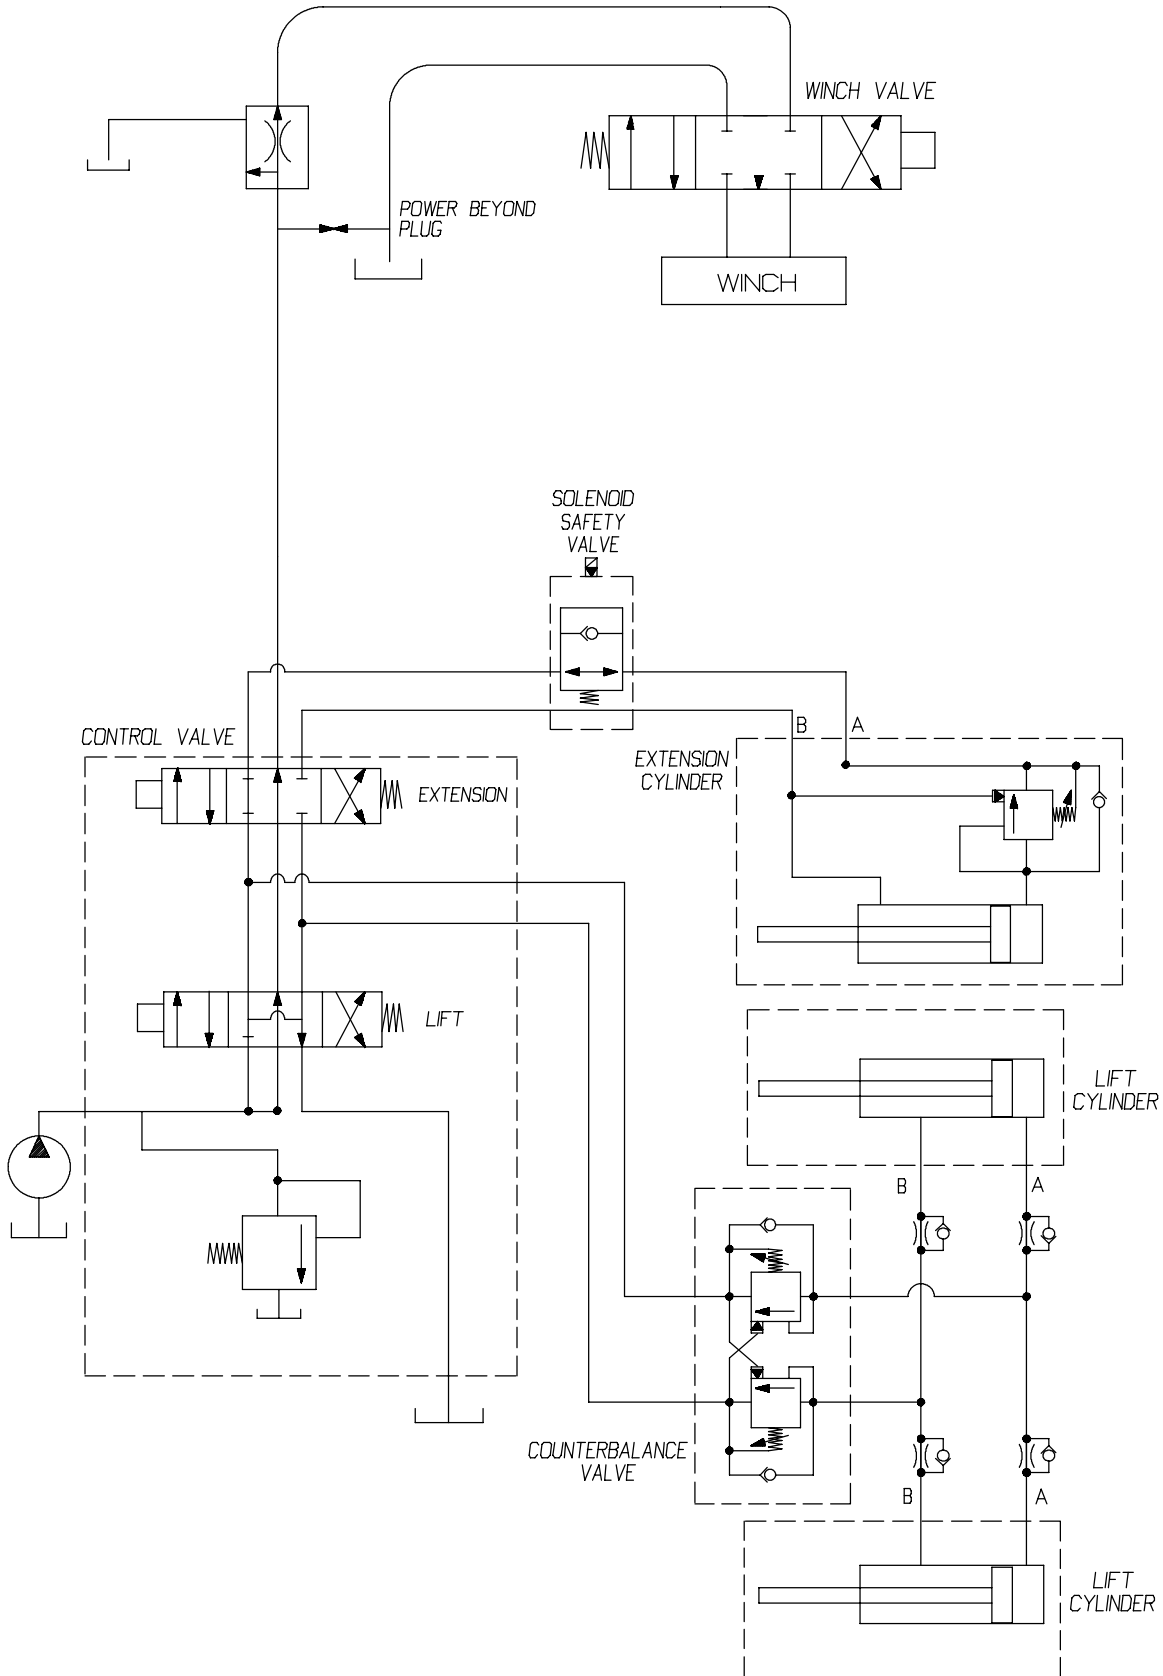 WINCH VALVE
POWER BEYOND
PLUG
WINCH
SOLENOID
SAFETY
VALVE
CONTROL VALVE
B
A
EXTENSION
CYLINDER
EXTENSION
LIFT
LIFT
CYLINDER
B
A
COUNTERBALANCE
VALVE
B
A
LIFT
CYLINDER